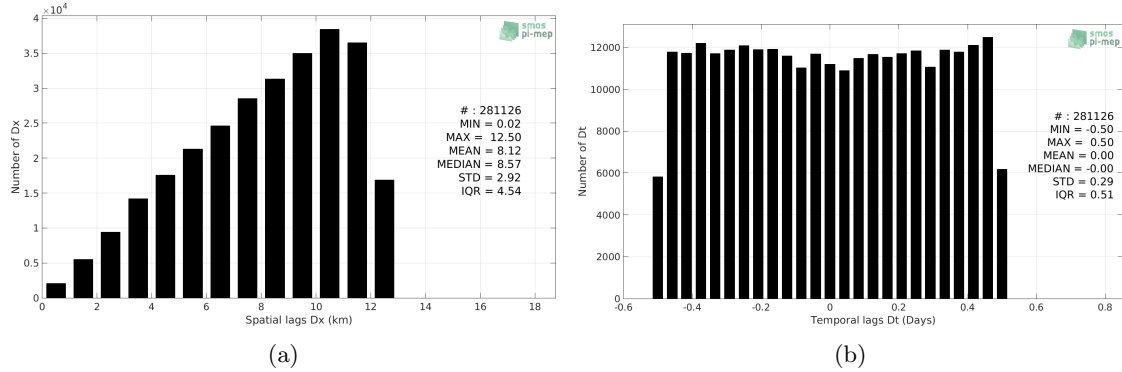 ×10⁴
4
3.5
3
2.5
2
1.5
1
0.5
0
Number of Dx
smos
pi-mep
# : 281126
MIN = 0.02
MAX = 12.50
MEAN = 8.12
MEDIAN = 8.57
STD = 2.92
IQR = 4.54
0 2 4 6 8 10 12 14 16 18
Spatial lags Dx (km)
(a)
12000
10000
8000
6000
4000
2000
0
Number of Dt
smos
pi-mep
# : 281126
MIN = -0.50
MAX = 0.50
MEAN = 0.00
MEDIAN = -0.00
STD = 0.29
IQR = 0.51
-0.6 -0.4 -0.2 0 0.2 0.4 0.6 0.8
Temporal lags Dt (Days)
(b)